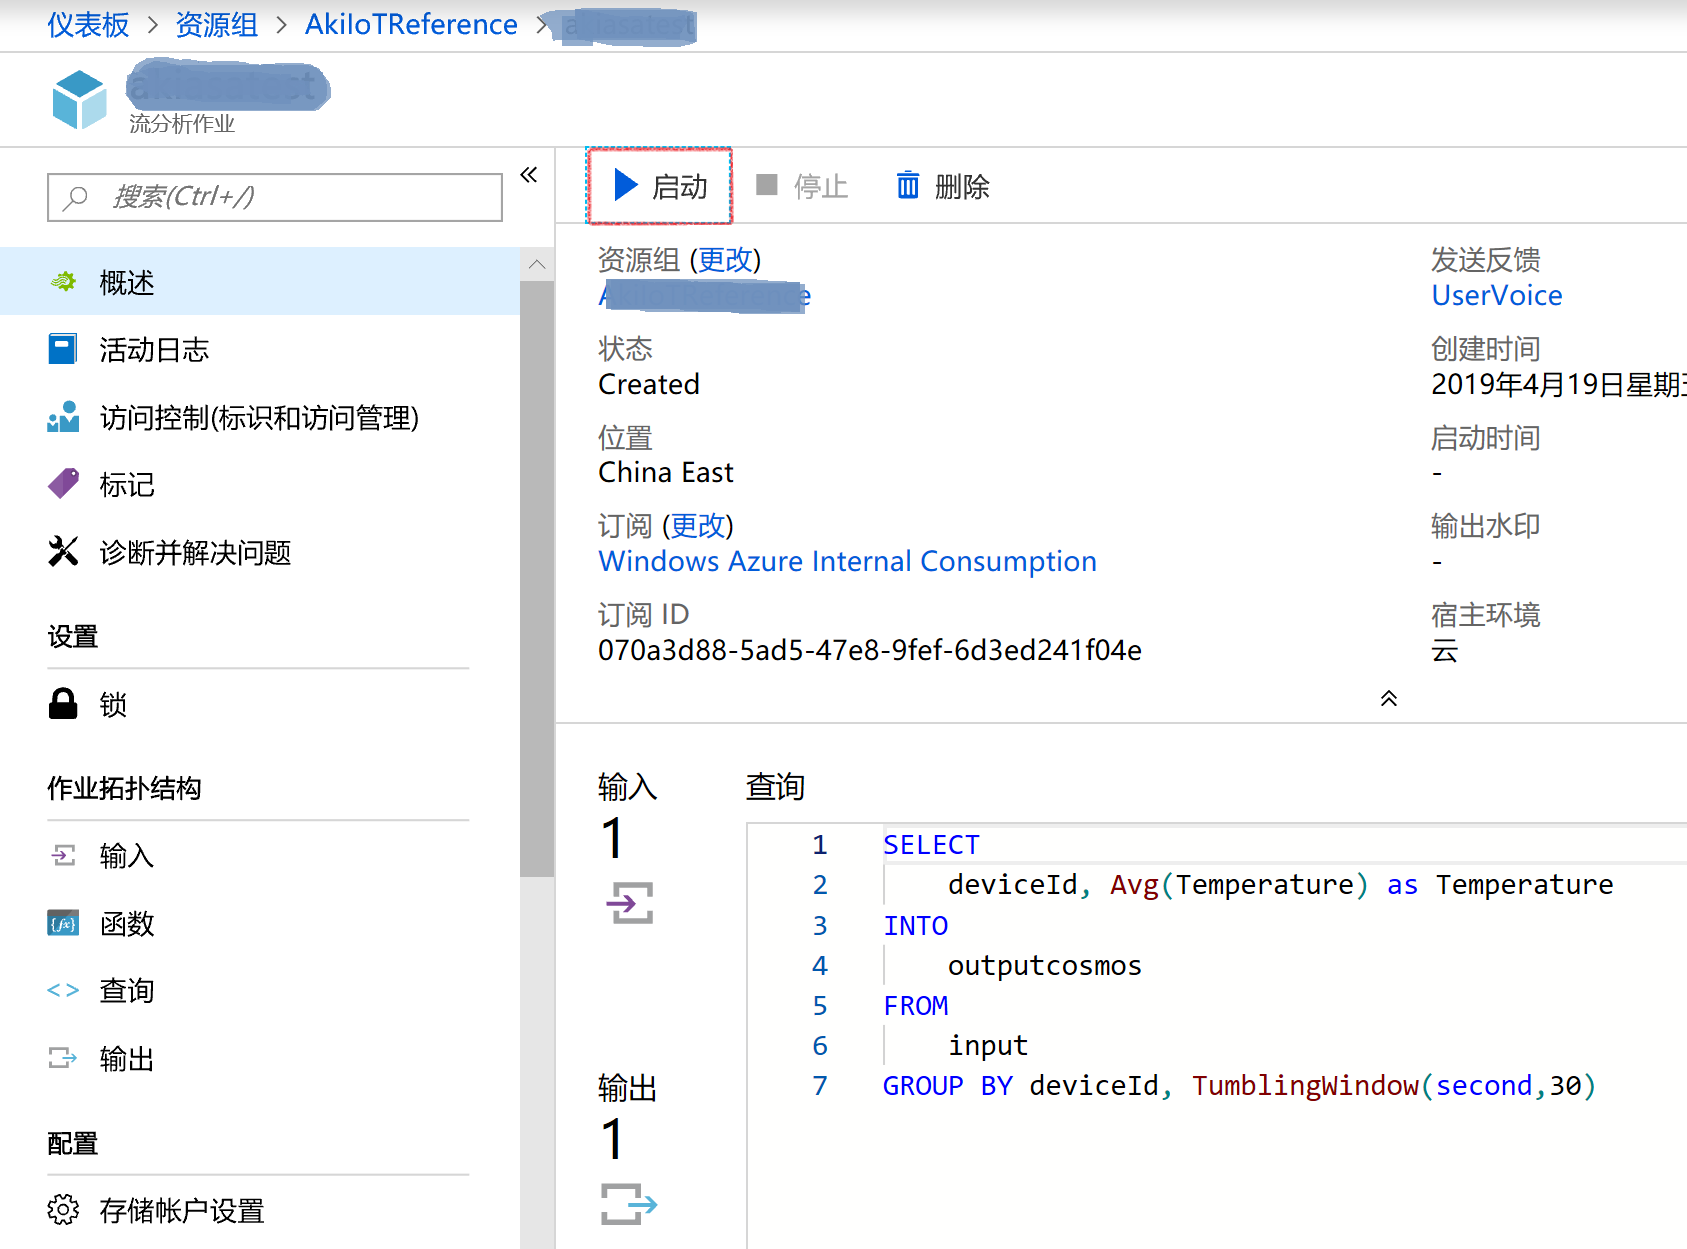 仪表板 > 资源组 > AkiIoTReference >
流分析作业
搜索(Ctrl+/)
«
概述
活动日志
访问控制(标识和访问管理)
标记
诊断并解决问题
设置
锁
作业拓扑结构
输入
函数
查询
输出
配置
存储帐户设置
启动
停止
删除
资源组 (更改)
状态
Created
位置
China East
订阅 (更改)
Windows Azure Internal Consumption
订阅 ID
070a3d88-5ad5-47e8-9fef-6d3ed241f04e
发送反馈
UserVoice
创建时间
2019年4月19日星期五
启动时间
-
输出水印
-
宿主环境
云
输入
1
输出
1
查询
1 SELECT
2 deviceId, Avg(Temperature) as Temperature
3 INTO
4 outputcosmos
5 FROM
6 input
7 GROUP BY deviceId, TumblingWindow(second,30)